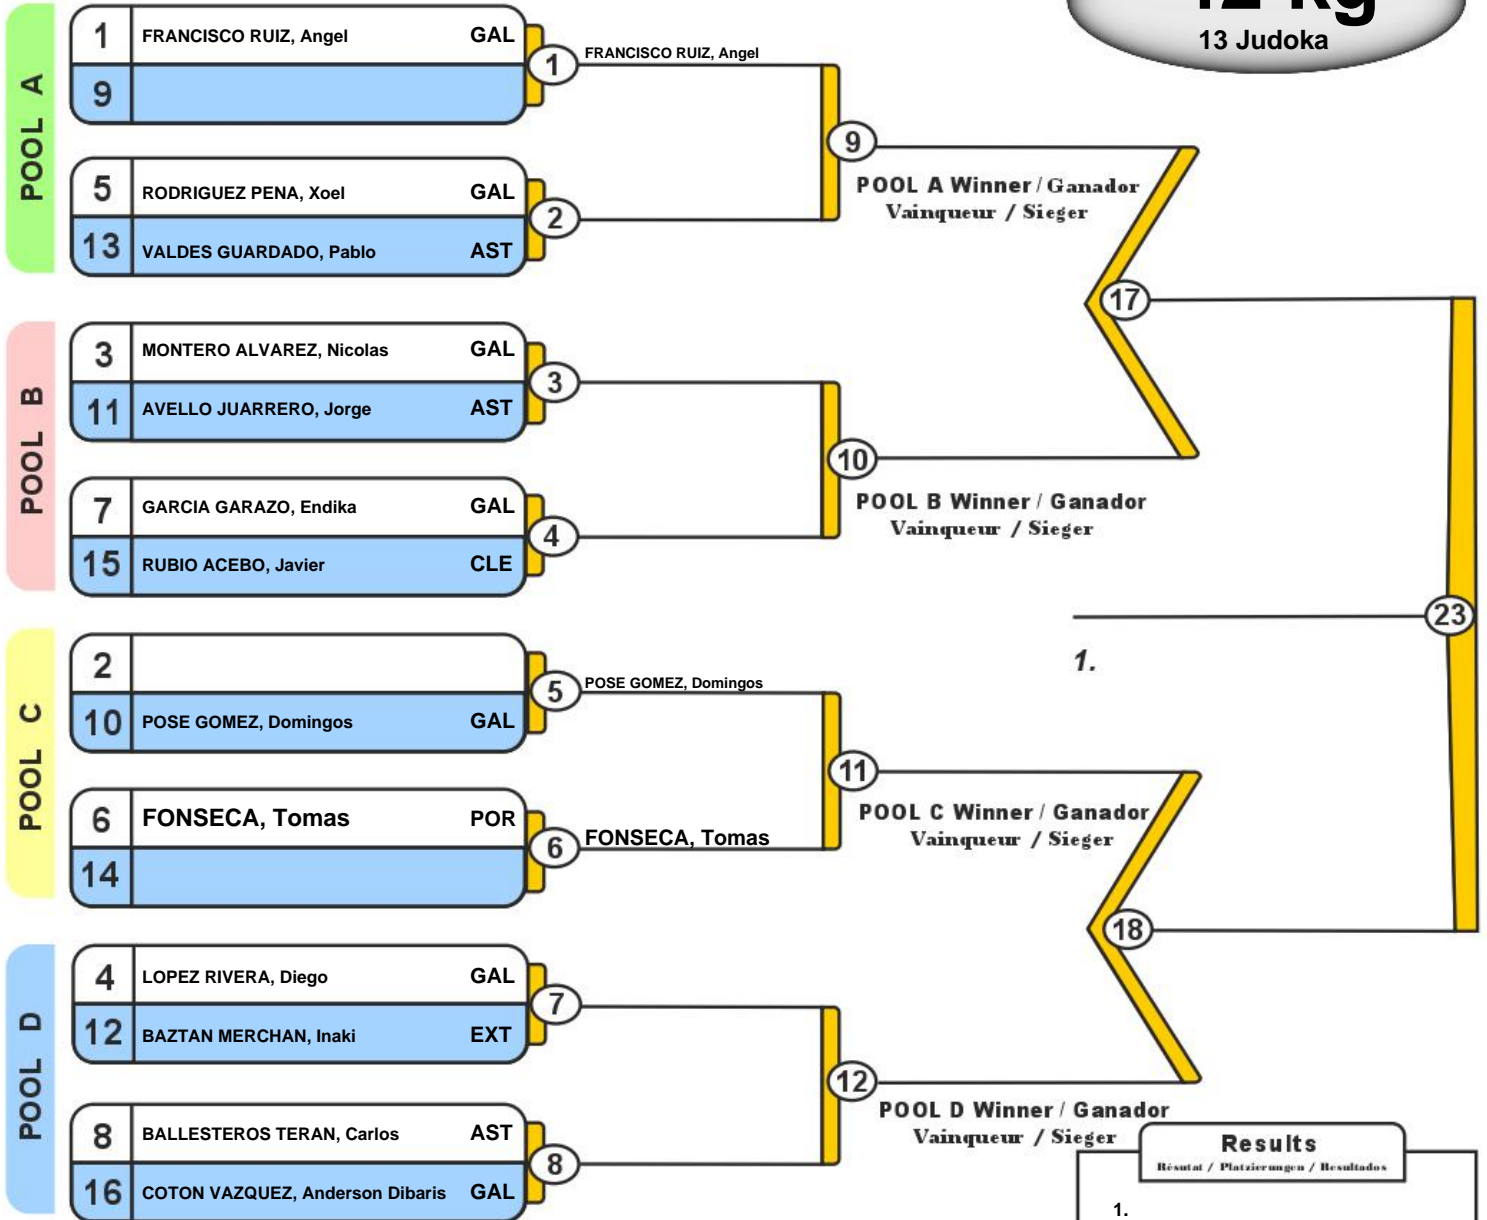 13 Judoka
POOL A
1 FRANCISCO RUIZ, Angel GAL
9
1 FRANCISCO RUIZ, Angel
5 RODRIGUEZ PENA, Xoel GAL
13 VALDES GUARDADO, Pablo AST
2
9
POOL A Winner / Ganador
Vainqueur / Sieger
POOL B
3 MONTERO ALVAREZ, Nicolas GAL
11 AVELLO JUARRERO, Jorge AST
3
7 GARCIA GARAZO, Endika GAL
15 RUBIO ACEBO, Javier CLE
4
10
POOL B Winner / Ganador
Vainqueur / Sieger
17
POOL C
2
10 POSE GOMEZ, Domingos GAL
5 POSE GOMEZ, Domingos
6 FONSECA, Tomas POR
14
6 FONSECA, Tomas
11
POOL C Winner / Ganador
Vainqueur / Sieger
POOL D
4 LOPEZ RIVERA, Diego GAL
12 BAZTAN MERCHAN, Inaki EXT
7
8 BALLESTEROS TERAN, Carlos AST
16 COTON VAZQUEZ, Anderson Dibaris GAL
8
12
POOL D Winner / Ganador
Vainqueur / Sieger
18
23
1.
Results
Résutat / Platzierungen / Resultados
1.